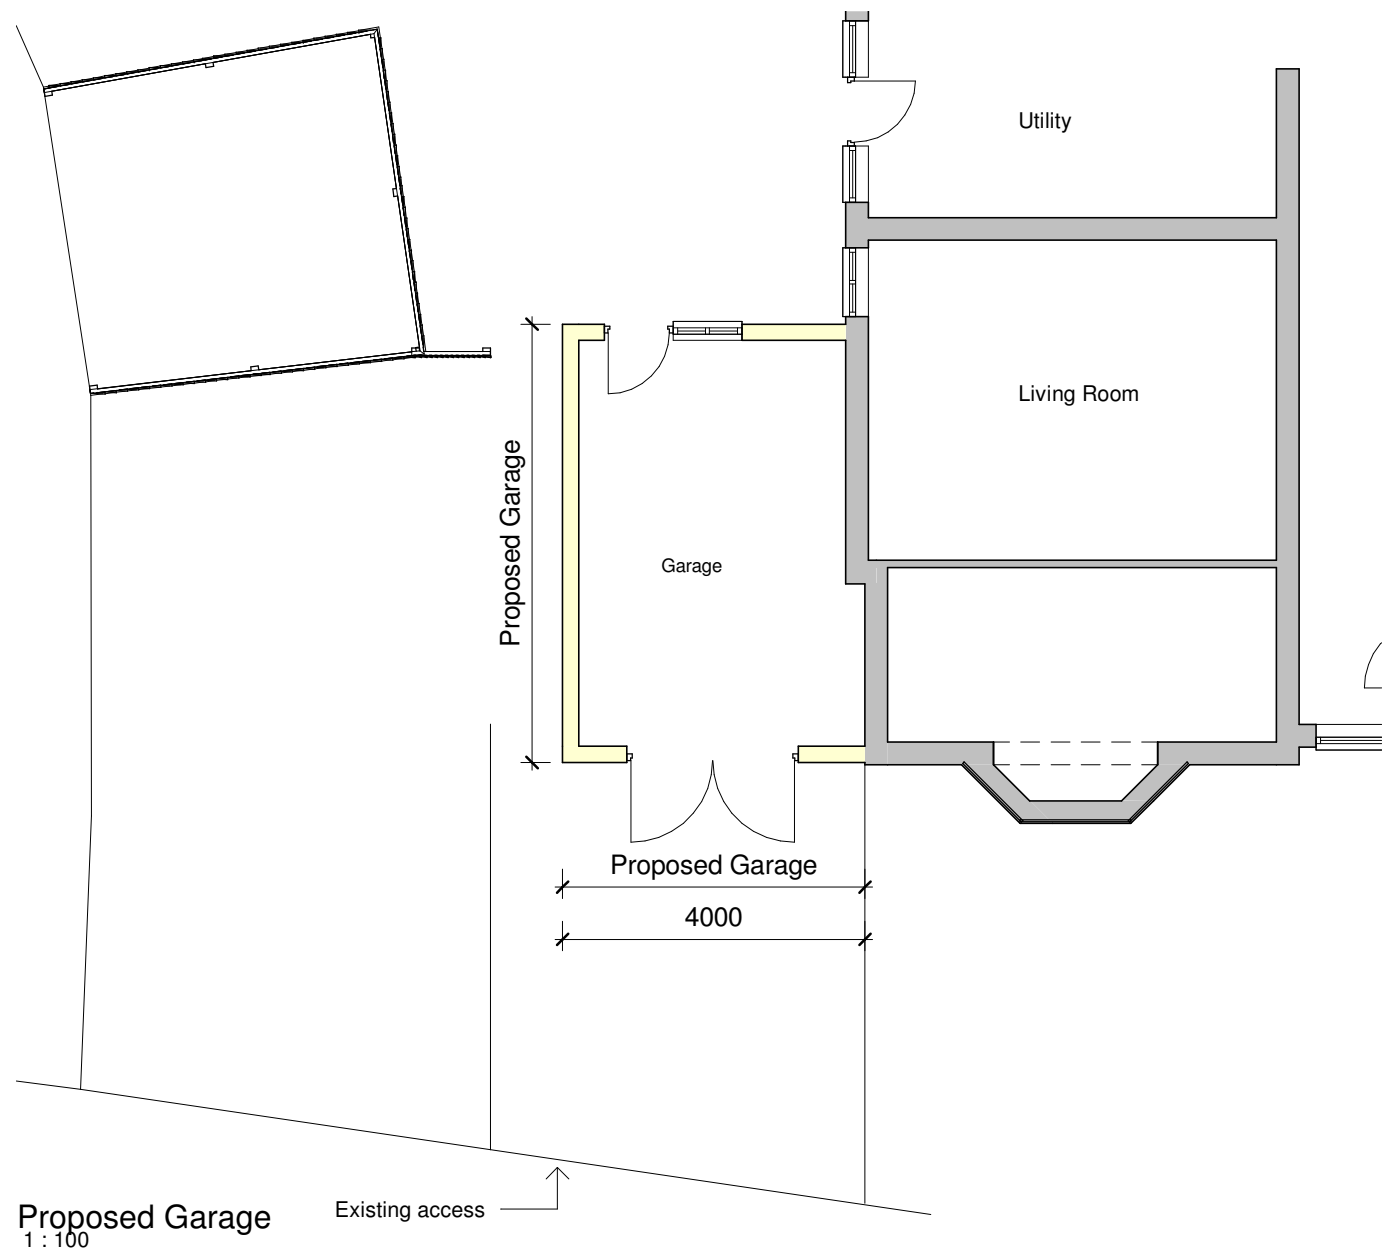 Utility
Living Room
Proposed Garage
Garage
Proposed Garage
4000
Existing access
Proposed Garage
1 : 100